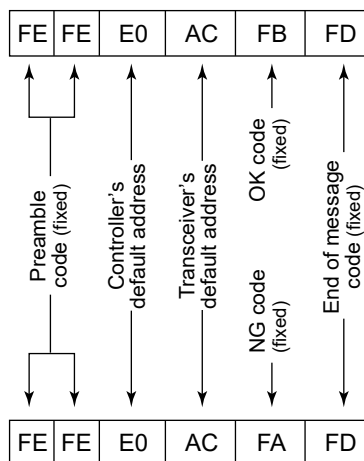 FE FE E0 AC FB FD
Preamble
code (fixed)
Controller's
default address
Transceiver's
default address
OK code
(fixed)
NG code
(fixed)
End of message
code (fixed)
FE FE E0 AC FA FD